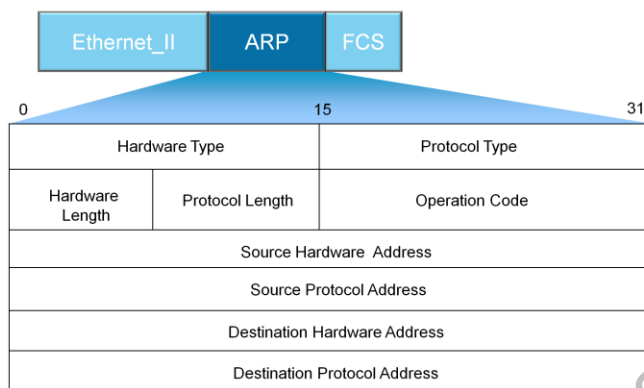 Ethernet_II ARP FCS
0 15 31
Hardware Type Protocol Type
Hardware
Length
Protocol Length Operation Code
Source Hardware Address
Source Protocol Address
Destination Hardware Address
Destination Protocol Address